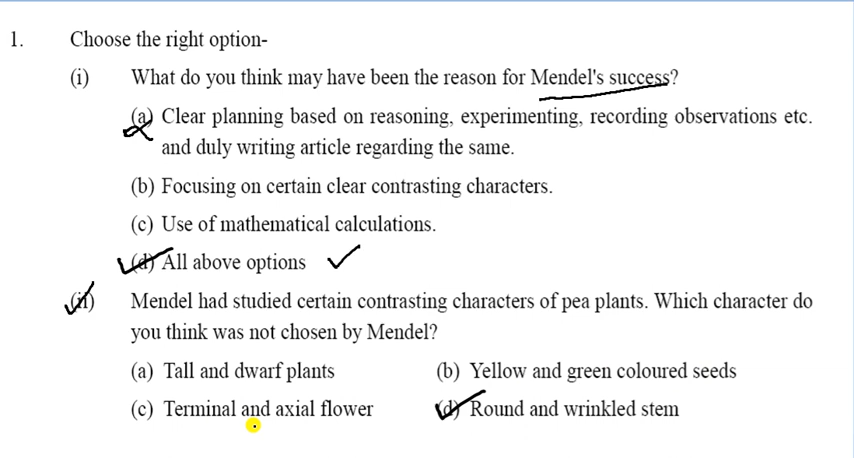 1. Choose the right option-
(i) What do you think may have been the reason for Mendel's success?
(a) Clear planning based on reasoning, experimenting, recording observations etc.
and duly writing article regarding the same.
(b) Focusing on certain clear contrasting characters.
(c) Use of mathematical calculations.
(d) All above options
(ii) Mendel had studied certain contrasting characters of pea plants. Which character do
you think was not chosen by Mendel?
(a) Tall and dwarf plants (b) Yellow and green coloured seeds
(c) Terminal and axial flower (d) Round and wrinkled stem